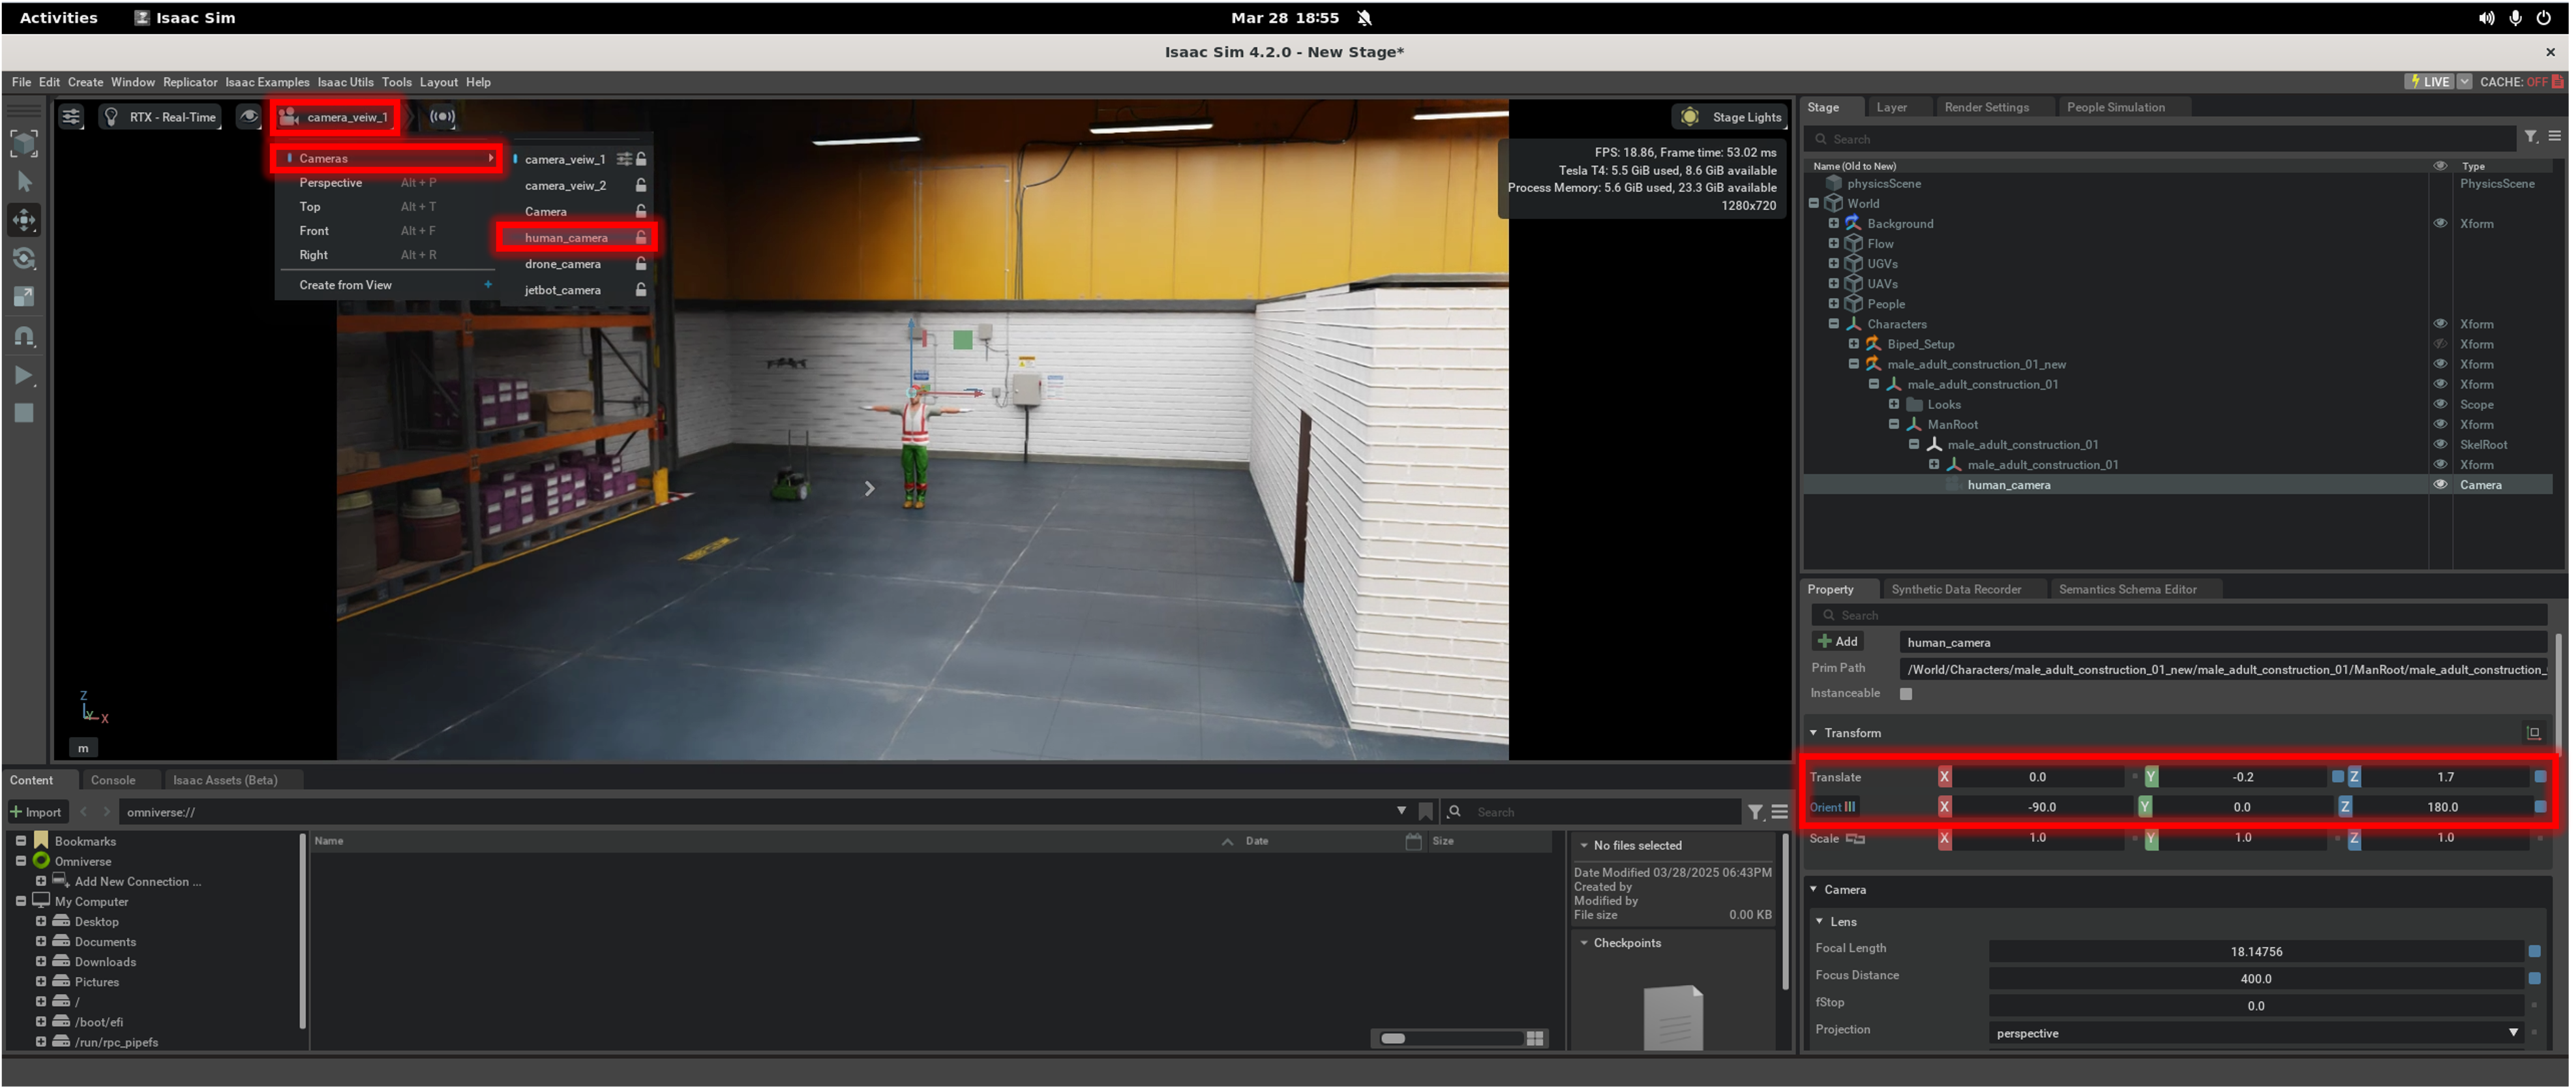 Activities Isaac Sim Mar 28 18:55
Isaac Sim 4.2.0 - New Stage*
File Edit Create Window Replicator Isaac Examples Isaac Utils Tools Layout Help LIVE CACHE: OFF
RTX - Real-Time camera_veiw_1 Stage Lights
Cameras
Perspective Alt + P
Top Alt + T
Front Alt + F
Right Alt + R
Create from View
camera_veiw_1
camera_veiw_2
Camera
human_camera
drone_camera
jetbot_camera
FPS: 18.86, Frame time: 53.02 ms
Tesla T4: 5.5 GiB used, 8.6 GiB available
Process Memory: 5.6 GiB used, 23.3 GiB available
1280x720
Z
Y X
m
Stage Layer Render Settings People Simulation
Search
Name (Old to New) Type
physicsScene PhysicsScene
World
Background Xform
Flow
UGVs
UAVs
People
Characters Xform
Biped_Setup Xform
male_adult_construction_01_new Xform
male_adult_construction_01 Xform
Looks Scope
ManRoot Xform
male_adult_construction_01 SkelRoot
male_adult_construction_01 Xform
human_camera Camera
Property Synthetic Data Recorder Semantics Schema Editor
Search
Add human_camera
Prim Path /World/Characters/male_adult_construction_01_new/male_adult_construction_01/ManRoot/male_adult_construction_
Instanceable
Transform
Translate X 0.0 Y -0.2 Z 1.7
Orient X -90.0 Y 0.0 Z 180.0
Scale X 1.0 Y 1.0 Z 1.0
Camera
Lens
Focal Length 18.14756
Focus Distance 400.0
fStop 0.0
Projection perspective
Content Console Isaac Assets (Beta)
Import omniverse:// Search
Bookmarks
Omniverse
Add New Connection ...
My Computer
Desktop
Documents
Downloads
Pictures
/
/boot/efi
/run/rpc_pipefs
Name Date Size
No files selected
Date Modified 03/28/2025 06:43PM
Created by
Modified by
File size 0.00 KB
Checkpoints